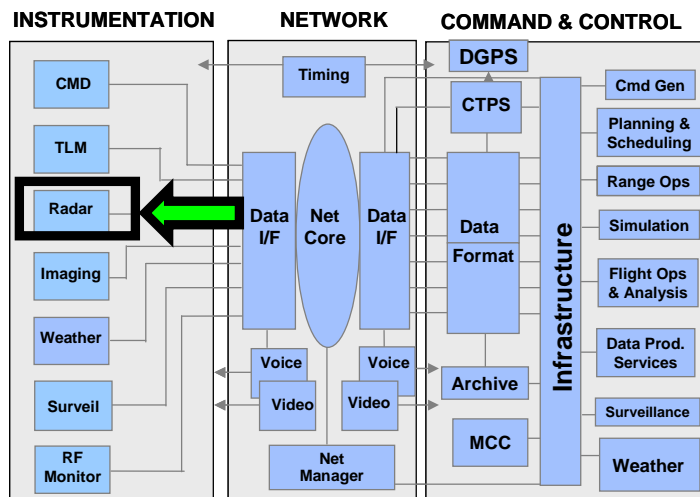 INSTRUMENTATION
NETWORK
COMMAND & CONTROL
CMD
TLM
Radar
Imaging
Weather
Surveil
RF
Monitor
Timing
Data
I/F
Net
Core
Data
I/F
Voice
Video
Voice
Video
Net
Manager
DGPS
CTPS
Data
Format
Archive
MCC
Infrastructure
Cmd Gen
Planning &
Scheduling
Range Ops
Simulation
Flight Ops
& Analysis
Data Prod.
Services
Surveillance
Weather